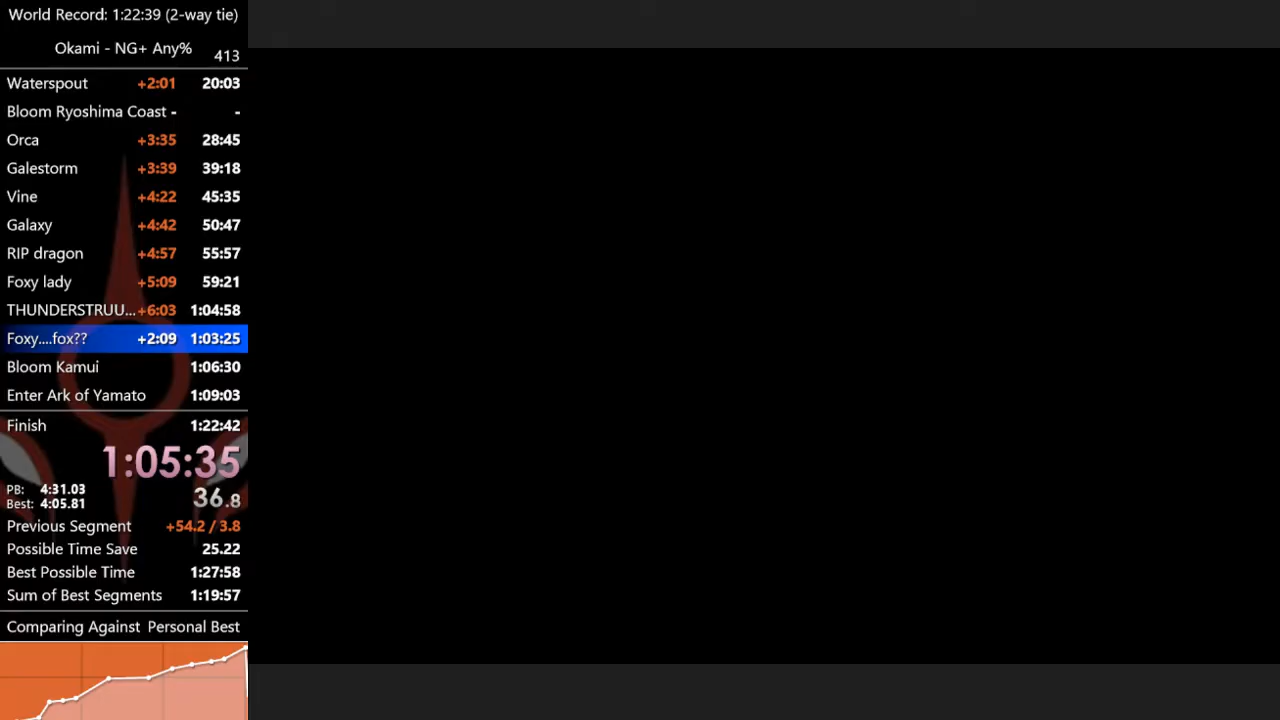 World Record: 1:22:39 (2-way tie)
Okami - NG+ Any%
413
Waterspout +2:01 20:03
Bloom Ryoshima Coast - -
Orca +3:35 28:45
Galestorm +3:39 39:18
Vine +4:22 45:35
Galaxy +4:42 50:47
RIP dragon +4:57 55:57
Foxy lady +5:09 59:21
THUNDERSTRUU... +6:03 1:04:58
Foxy....fox?? +2:09 1:03:25
Bloom Kamui 1:06:30
Enter Ark of Yamato 1:09:03
Finish 1:22:42
1:05:35
PB: 4:31.03
Best: 4:05.81
36.8
Previous Segment +54.2 / 3.8
Possible Time Save 25.22
Best Possible Time 1:27:58
Sum of Best Segments 1:19:57
Comparing Against Personal Best